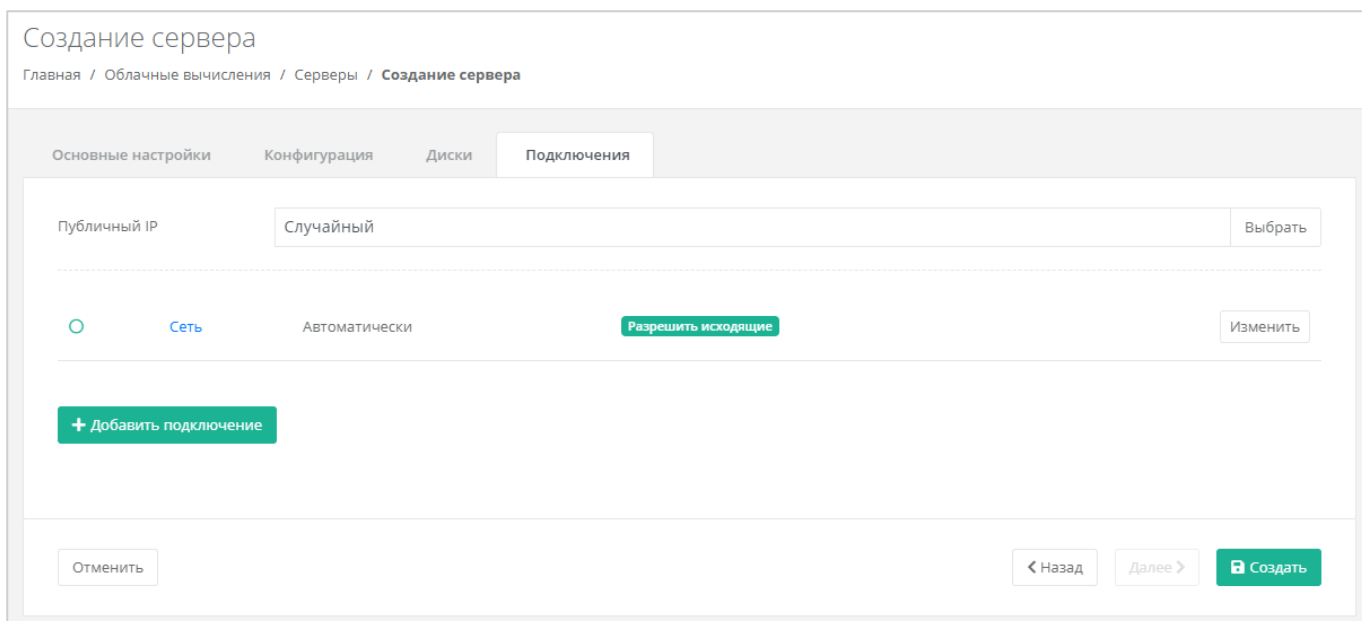 Создание сервера
Главная / Облачные вычисления / Серверы / Создание сервера
Основные настройки Конфигурация Диски Подключения
Публичный IP Случайный Выбрать
Сеть Автоматически Разрешить исходящие Изменить
+ Добавить подключение
Отменить Назад Далее Создать